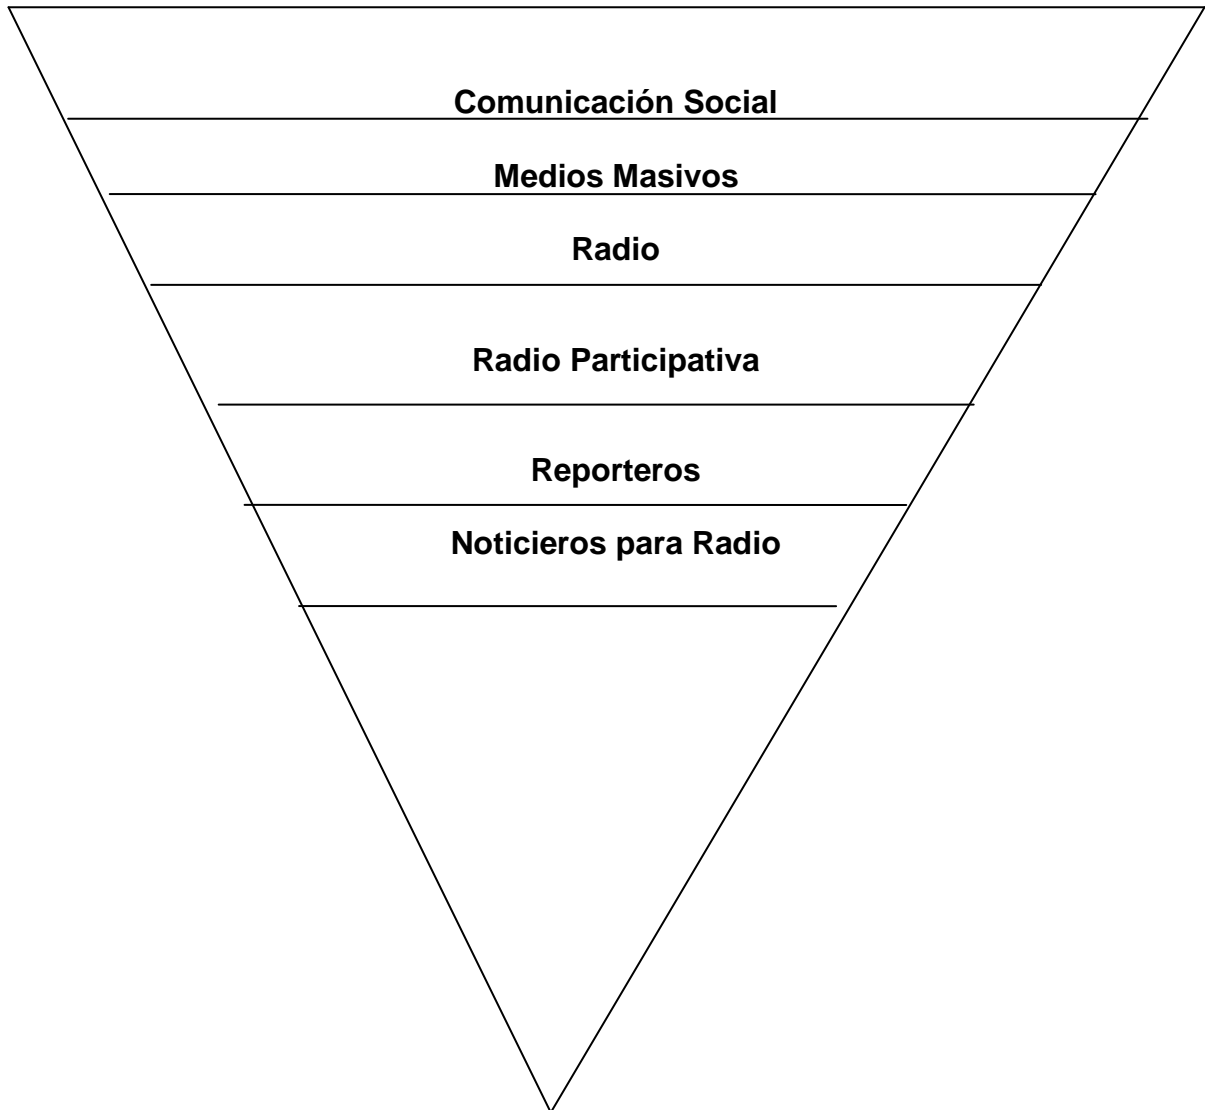 Comunicación Social
Medios Masivos
Radio
Radio Participativa
Reporteros
Noticieros para Radio